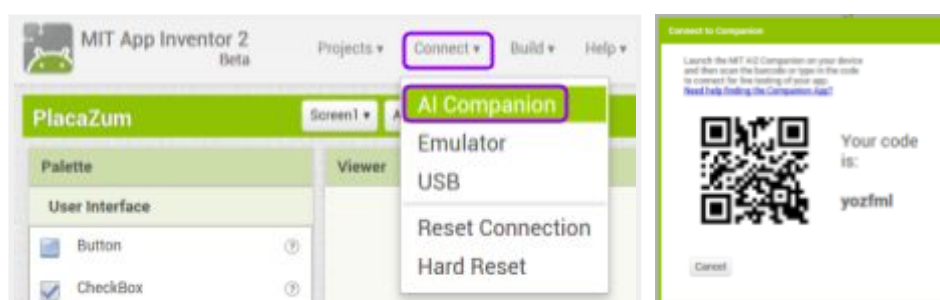 MIT App Inventor 2
Beta
Projects
Connect
Build
Help
PlacaZum
Screen1
A
Palette
Viewer
User Interface
Button
CheckBox
AI Companion
Emulator
USB
Reset Connection
Hard Reset
Connect to Companion
Launch the MIT AI2 Companion on your device
and then scan the barcode or type in the code
to connect for live testing of your app.
Need help finding the Companion App?
Your code
is:
yozfml
Cancel